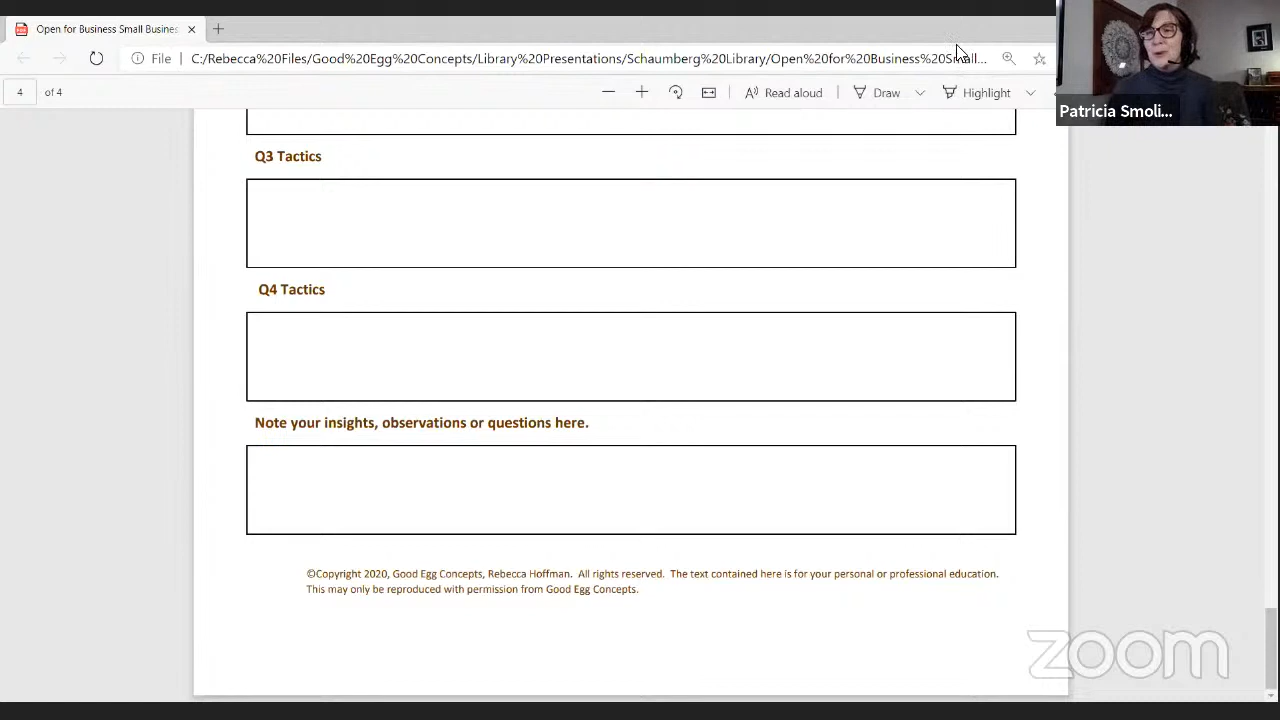 Open for Business Small Busines
File
C:/Rebecca%20Files/Good%20Egg%20Concepts/Library%20Presentations/Schaumberg%20Library/Open%20for%20Business%20Small...
4 of 4
Read aloud
Draw
Highlight
Patricia Smoli...
Q3 Tactics
Q4 Tactics
Note your insights, observations or questions here.
©Copyright 2020, Good Egg Concepts, Rebecca Hoffman. All rights reserved. The text contained here is for your personal or professional education.
This may only be reproduced with permission from Good Egg Concepts.
zoom